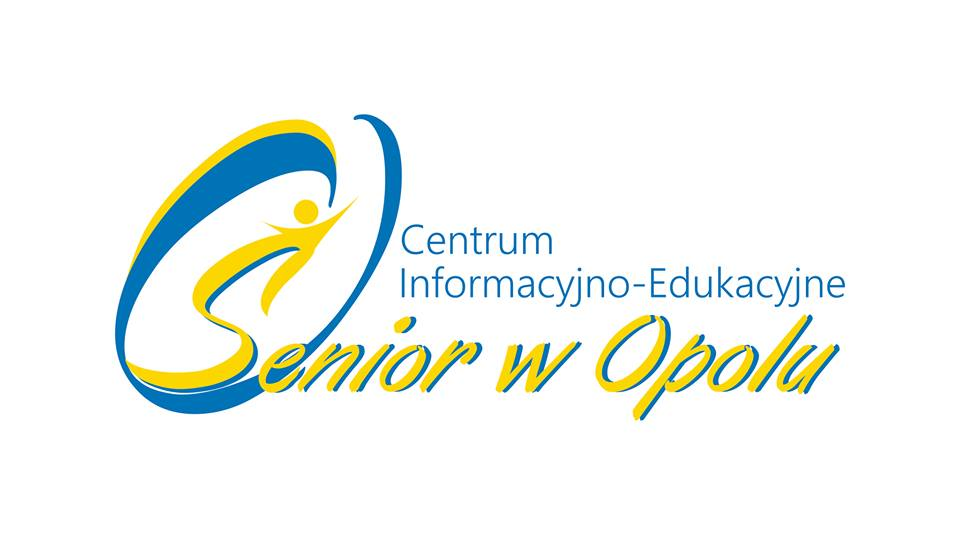 Centrum
Informacyjno-Edukacyjne
Senior w Opolu